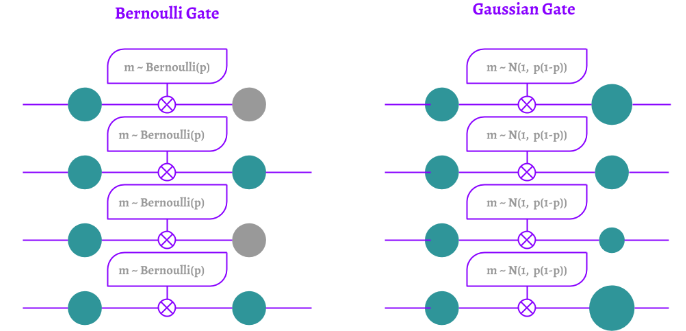 Bernoulli Gate
Gaussian Gate
m ~ Bernoulli(p)
m ~ N(1, p(1-p))
m ~ Bernoulli(p)
m ~ N(1, p(1-p))
m ~ Bernoulli(p)
m ~ N(1, p(1-p))
m ~ Bernoulli(p)
m ~ N(1, p(1-p))